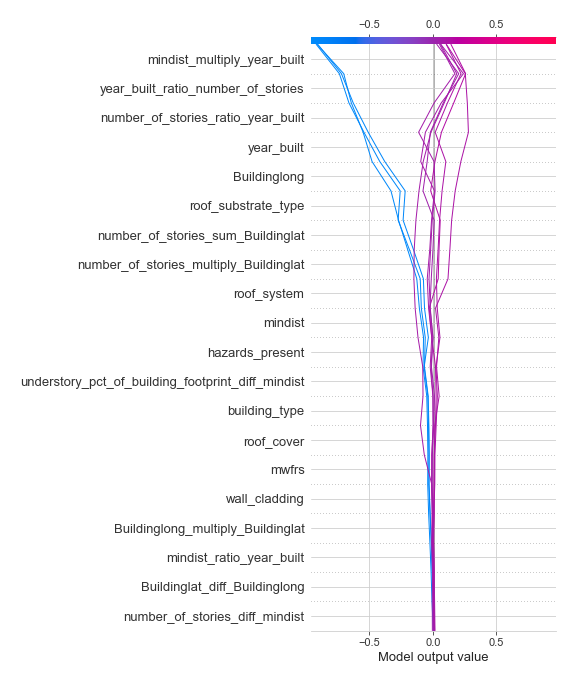 −0.5 0.0 0.5
mindist_multiply_year_built
year_built_ratio_number_of_stories
number_of_stories_ratio_year_built
year_built
Buildinglong
roof_substrate_type
number_of_stories_sum_Buildinglat
number_of_stories_multiply_Buildinglat
roof_system
mindist
hazards_present
understory_pct_of_building_footprint_diff_mindist
building_type
roof_cover
mwfrs
wall_cladding
Buildinglong_multiply_Buildinglat
mindist_ratio_year_built
Buildinglat_diff_Buildinglong
number_of_stories_diff_mindist
−0.5 0.0 0.5
Model output value